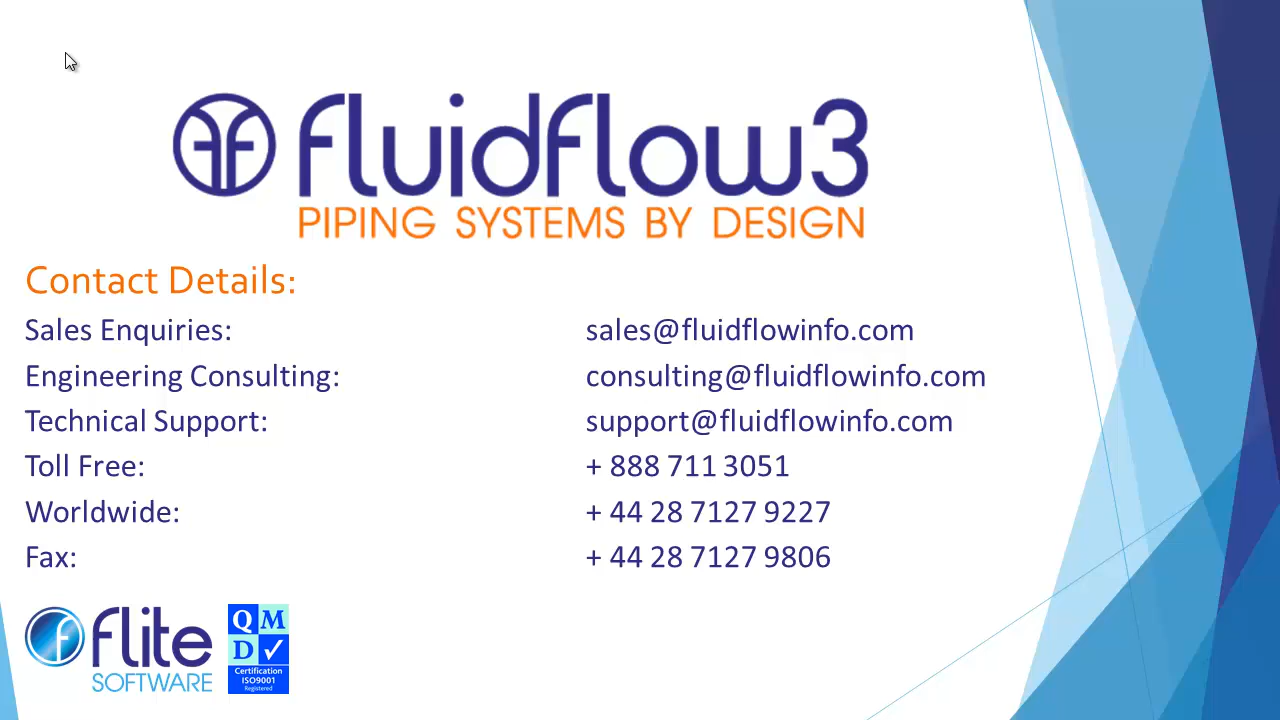 fluidflow3
PIPING SYSTEMS BY DESIGN
Contact Details:
Sales Enquiries: sales@fluidflowinfo.com
Engineering Consulting: consulting@fluidflowinfo.com
Technical Support: support@fluidflowinfo.com
Toll Free: + 888 711 3051
Worldwide: + 44 28 7127 9227
Fax: + 44 28 7127 9806
f flite
SOFTWARE
Q M
D ✓
Certification
ISO9001
Registered